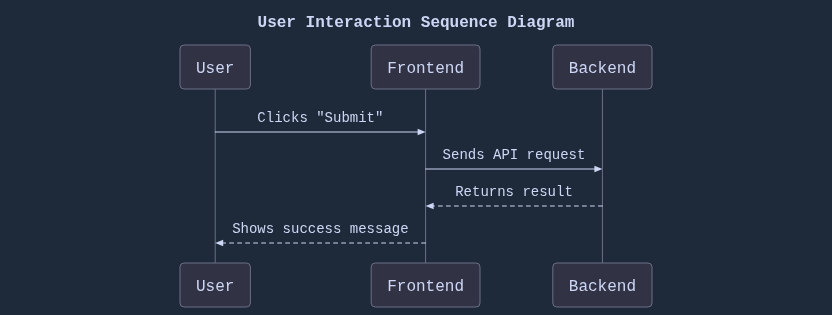 User Interaction Sequence Diagram
User Frontend Backend
Clicks "Submit"
Sends API request
Returns result
Shows success message
User Frontend Backend